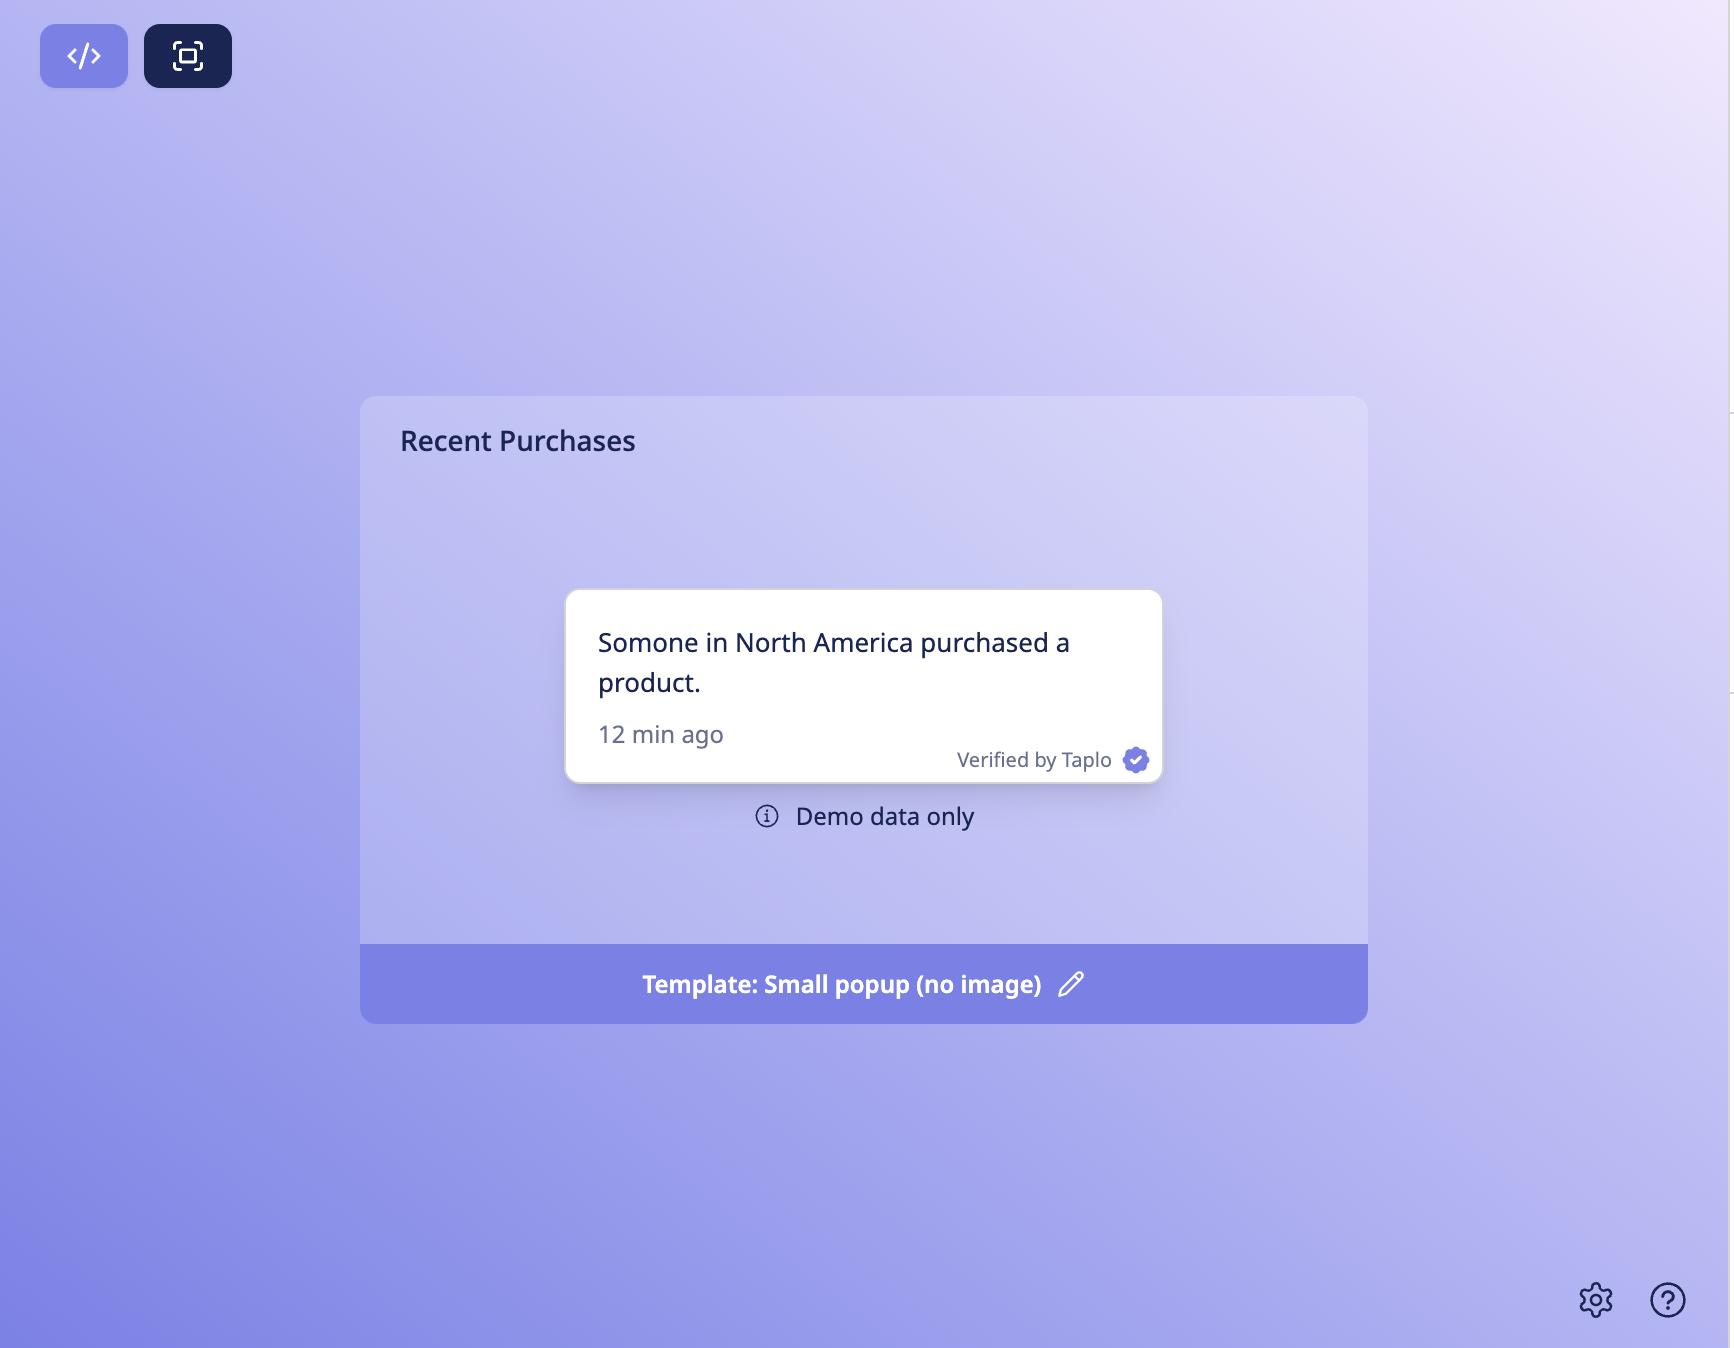 Recent Purchases
Somone in North America purchased a
product.
12 min ago
Verified by Taplo
Demo data only
Template: Small popup (no image)